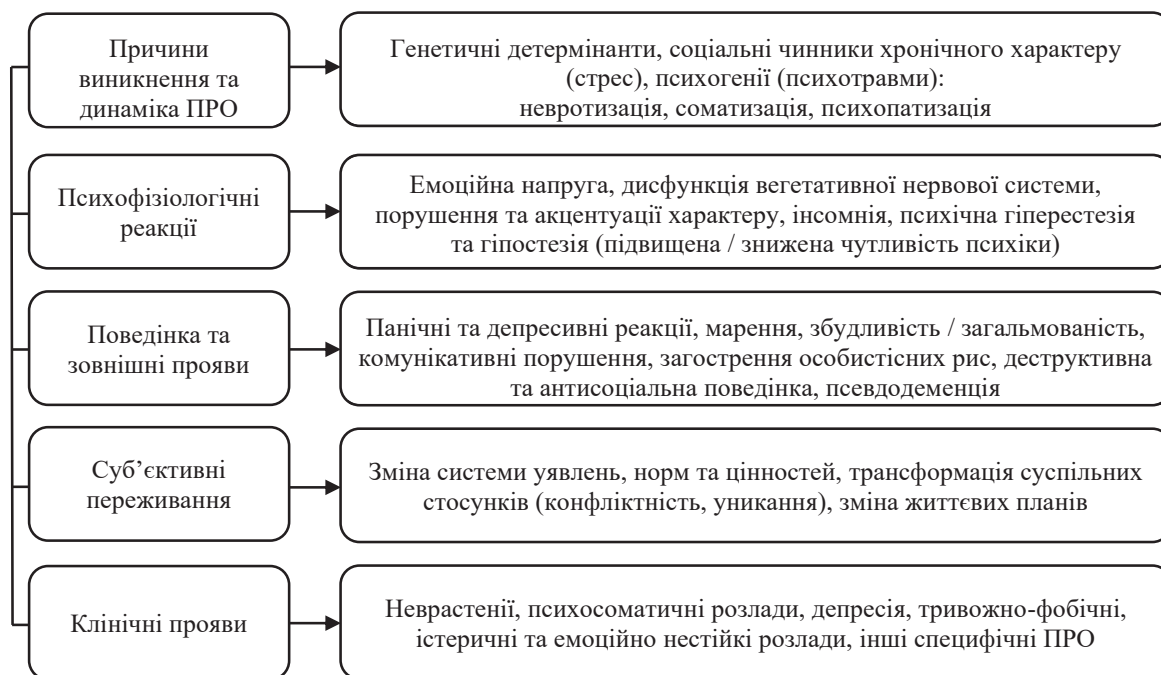 Причини
виникнення та
динаміка ПРО
Генетичні детермінанти, соціальні чинники хронічного характеру
(стрес), психогенії (психотравми):
невротизація, соматизація, психопатизація
Психофізіологічні
реакції
Емоційна напруга, дисфункція вегетативної нервової системи,
порушення та акцентуації характеру, інсомнія, психічна гіперестезія
та гіпостезія (підвищена / знижена чутливість психіки)
Поведінка та
зовнішні прояви
Панічні та депресивні реакції, марення, збудливість / загальмованість,
комунікативні порушення, загострення особистісних рис, деструктивна
та антисоціальна поведінка, псевдодеменція
Суб’єктивні
переживання
Зміна системи уявлень, норм та цінностей, трансформація суспільних
стосунків (конфліктність, уникання), зміна життєвих планів
Клінічні прояви
Неврастенії, психосоматичні розлади, депресія, тривожно-фобічні,
істеричні та емоційно нестійкі розлади, інші специфічні ПРО